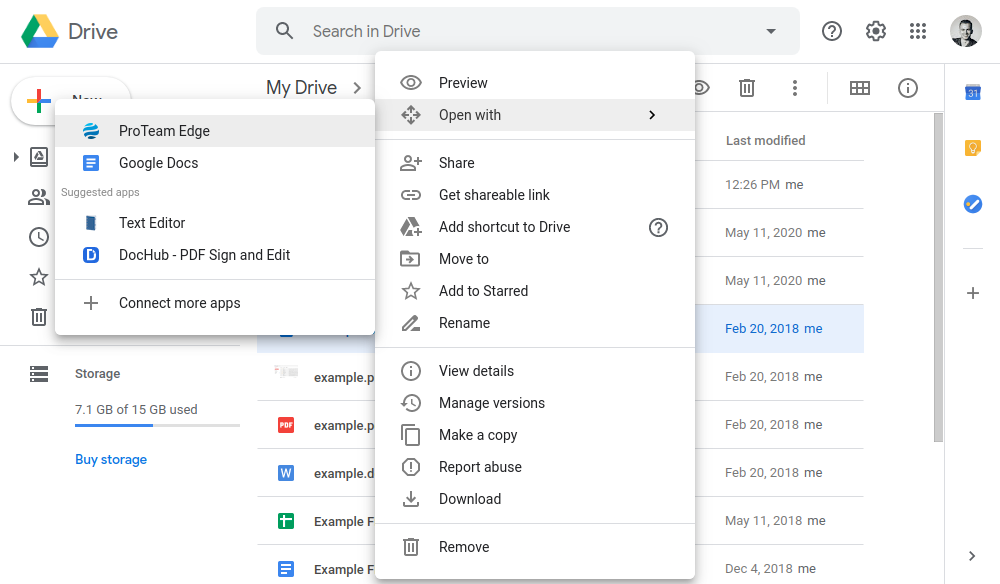 Drive
Search in Drive
My Drive
New
ProTeam Edge
Google Docs
Suggested apps
Text Editor
DocHub - PDF Sign and Edit
Connect more apps
Storage
7.1 GB of 15 GB used
Buy storage
Preview
Open with
Share
Get shareable link
Add shortcut to Drive
Move to
Add to Starred
Rename
View details
Manage versions
Make a copy
Report abuse
Download
Remove
Last modified
12:26 PM me
May 11, 2020 me
May 11, 2020 me
Feb 20, 2018 me
example.p
Feb 20, 2018 me
PDF example.p
Feb 20, 2018 me
W example.d
Feb 20, 2018 me
Example F
May 11, 2018 me
Example F
Dec 4, 2018 me
31